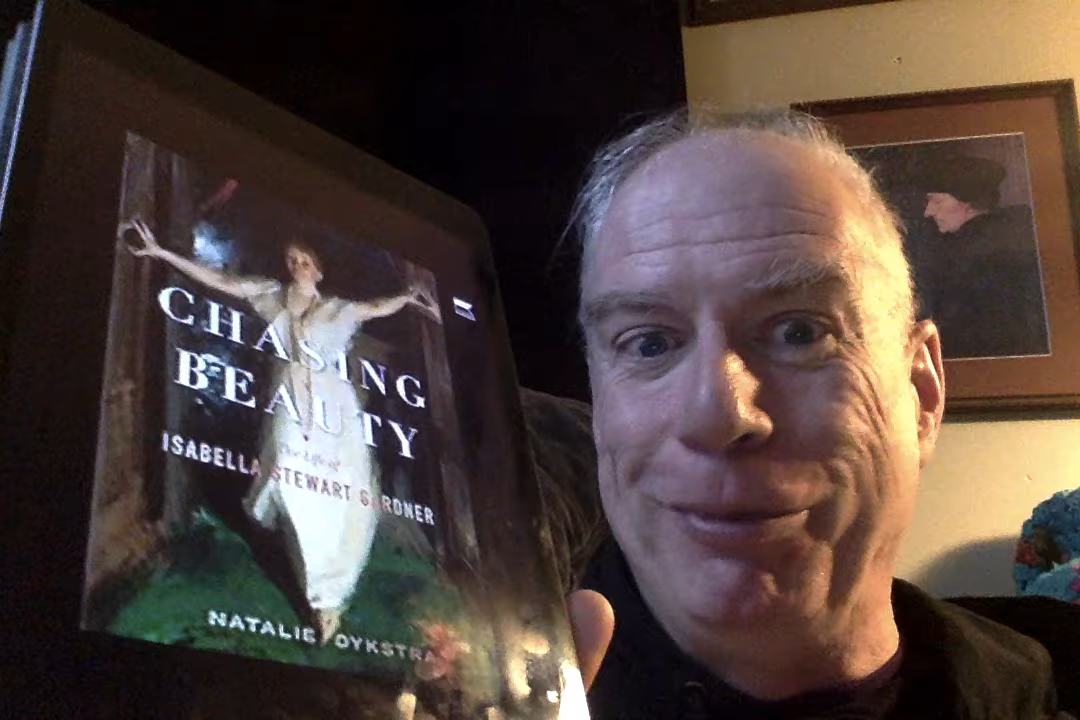 CHASING
BEAUTY
The Life of
ISABELLA STEWART GARDNER
NATALIE DYKSTRA